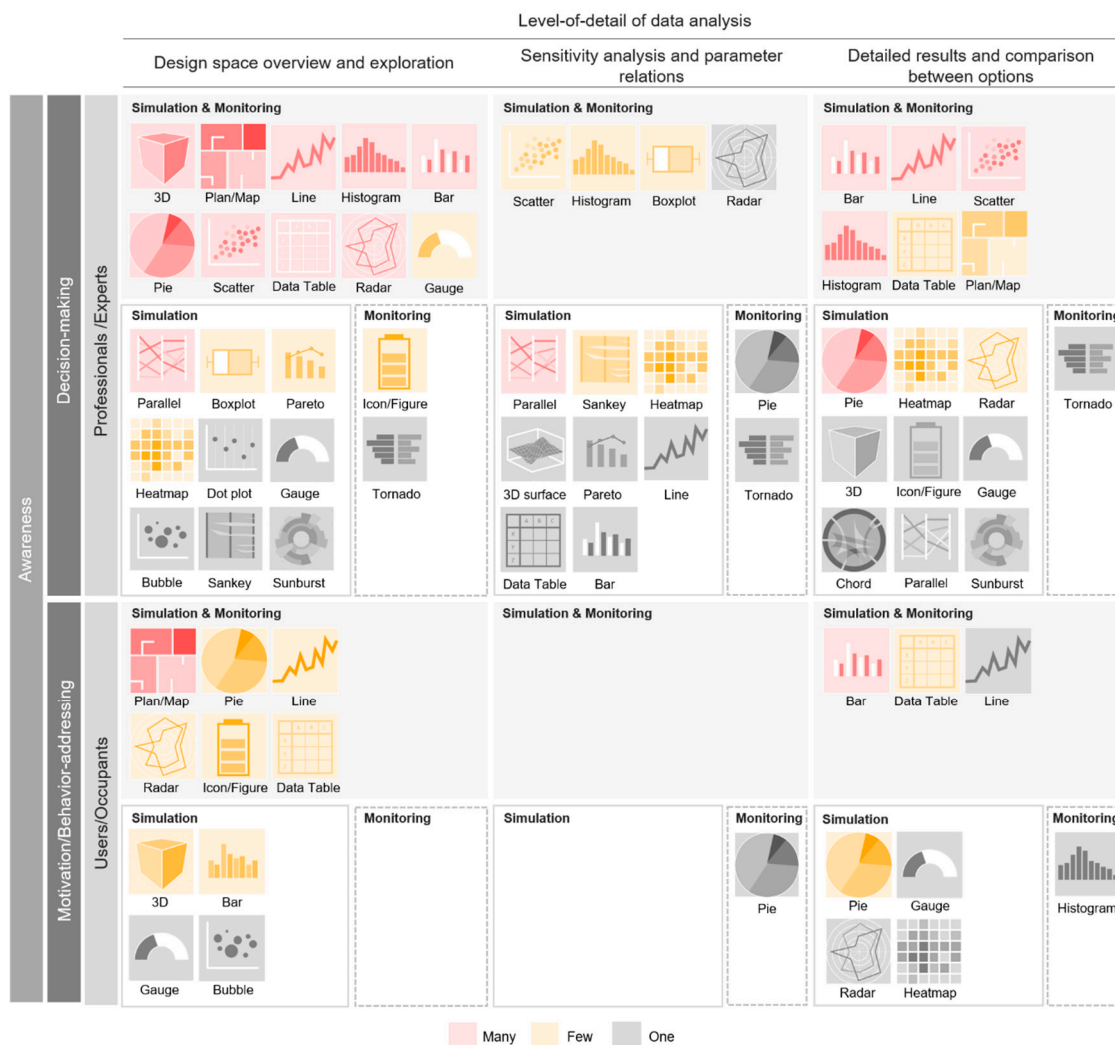 Level-of-detail of data analysis
Design space overview and exploration
Sensitivity analysis and parameter
relations
Detailed results and comparison
between options
Awareness
Decision-making
Professionals /Experts
Simulation & Monitoring
3D Plan/Map Line Histogram Bar
Pie Scatter Data Table Radar Gauge
Simulation & Monitoring
Scatter Histogram Boxplot Radar
Simulation & Monitoring
Bar Line Scatter
Histogram Data Table Plan/Map
Simulation
Parallel Boxplot Pareto
Heatmap Dot plot Gauge
Bubble Sankey Sunburst
Monitoring
Icon/Figure
Tornado
Simulation
Parallel Sankey Heatmap
3D surface Pareto Line
A B C
X
Y
Z
Data Table Bar
Monitoring
Pie
Tornado
Simulation
Pie Heatmap Radar
3D Icon/Figure Gauge
Chord Parallel Sunburst
Monitoring
Tornado
Motivation/Behavior-addressing
Users/Occupants
Simulation & Monitoring
Plan/Map Pie Line
Radar Icon/Figure Data Table
Simulation & Monitoring
Simulation & Monitoring
Bar Data Table Line
Simulation
3D Bar
Gauge Bubble
Monitoring
Simulation
Monitoring
Pie
Simulation
Pie Gauge
Radar Heatmap
Monitoring
Histogram
Many Few One